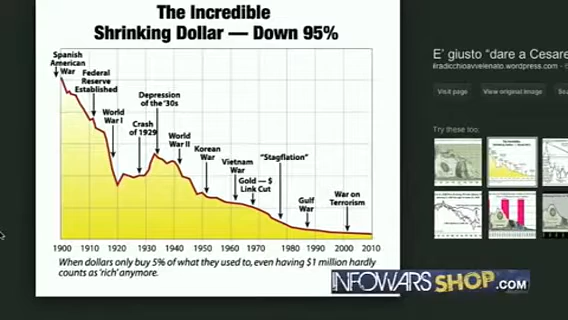 The Incredible
Shrinking Dollar — Down 95%
Spanish
American
War
Federal
Reserve
Established
World
War I
Crash
of 1929
Depression
of the '30s
World
War II
Korean
War
Vietnam
War
Gold — $
Link Cut
"Stagflation"
Gulf
War
War on
Terrorism
1900 1910 1920 1930 1940 1950 1960 1970 1980 1990 2000 2010
When dollars only buy 5% of what they used to, even having $1 million hardly
counts as 'rich' anymore.
E' giusto "dare a Cesare
ilradicchioavvelenato.wordpress.com
Visit page View original image
Try these too:
INFOWARSSHOP.COM